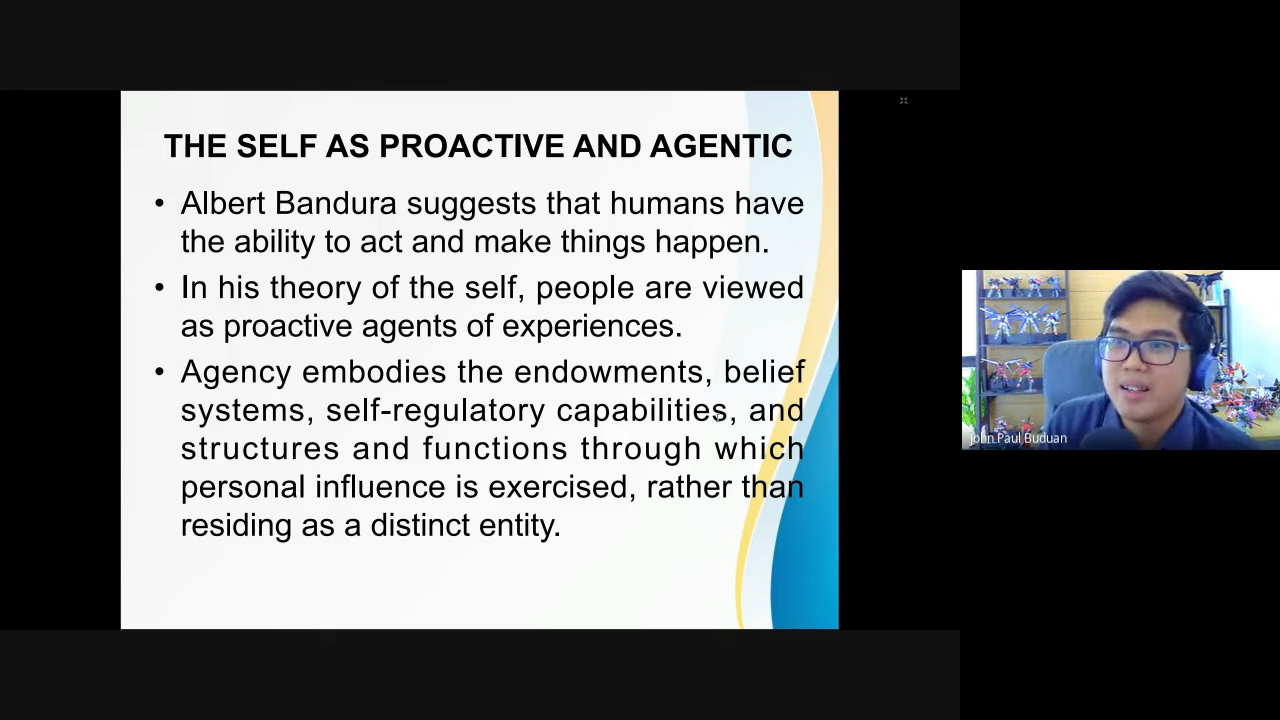 THE SELF AS PROACTIVE AND AGENTIC
• Albert Bandura suggests that humans have
the ability to act and make things happen.
• In his theory of the self, people are viewed
as proactive agents of experiences.
• Agency embodies the endowments, belief
systems, self-regulatory capabilities, and
structures and functions through which
personal influence is exercised, rather than
residing as a distinct entity.
John Paul Buduan